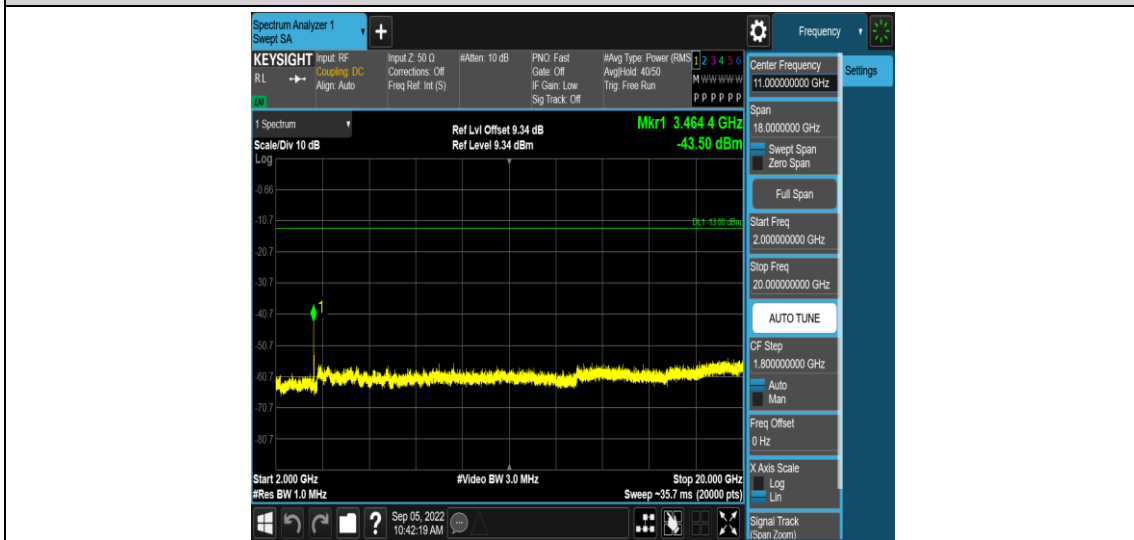 Spectrum Analyzer 1
Swept SA
+
Frequency
KEYSIGHT
RL
LXI
Input: RF
Coupling: DC
Align: Auto
Input Z: 50 Ω
Corrections: Off
Freq Ref: Int (S)
#Atten: 10 dB
PNO: Fast
Gate: Off
IF Gain: Low
Sig Track: Off
#Avg Type: Power (RMS
Avg|Hold: 40/50
Trig: Free Run
1 2 3 4 5 6
M W W W W W
P P P P P P
Center Frequency
11.000000000 GHz
Settings
1 Spectrum
Scale/Div 10 dB
Ref Lvl Offset 9.34 dB
Ref Level 9.34 dBm
Mkr1 3.464 4 GHz
-43.50 dBm
Span
18.0000000 GHz
Swept Span
Zero Span
Full Span
Start Freq
2.000000000 GHz
Stop Freq
20.000000000 GHz
AUTO TUNE
CF Step
1.800000000 GHz
Auto
Man
Freq Offset
0 Hz
X Axis Scale
Log
Lin
Signal Track
(Span Zoom)
Log
-0.66
-10.7
DL1 -13.00 dBm
-20.7
-30.7
1
-40.7
-50.7
-60.7
-70.7
-80.7
Start 2.000 GHz
#Video BW 3.0 MHz
Stop 20.000 GHz
#Res BW 1.0 MHz
Sweep ~35.7 ms (20000 pts)
?
Sep 05, 2022
10:42:19 AM